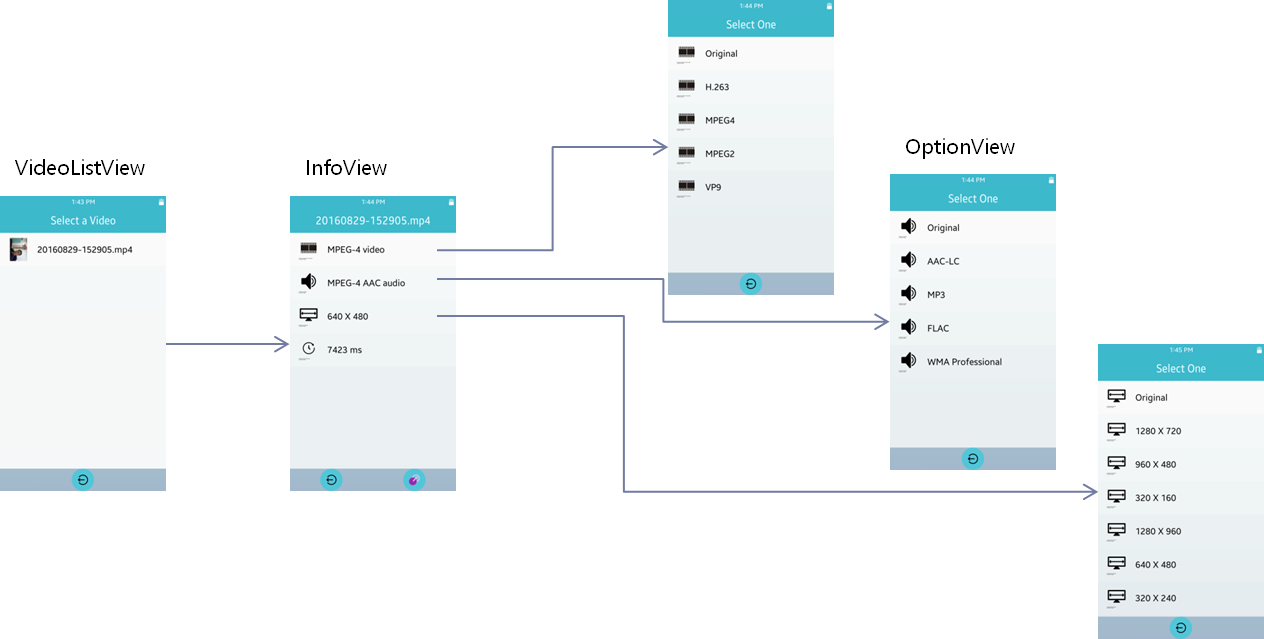 VideoListView
1:43 PM
Select a Video
20160829-152905.mp4
InfoView
1:44 PM
20160829-152905.mp4
MPEG-4 video
MPEG-4 AAC audio
640 X 480
7423 ms
1:44 PM
Select One
Original
H.263
MPEG4
MPEG2
VP9
OptionView
1:44 PM
Select One
Original
AAC-LC
MP3
FLAC
WMA Professional
1:45 PM
Select One
Original
1280 X 720
960 X 480
320 X 160
1280 X 960
640 X 480
320 X 240